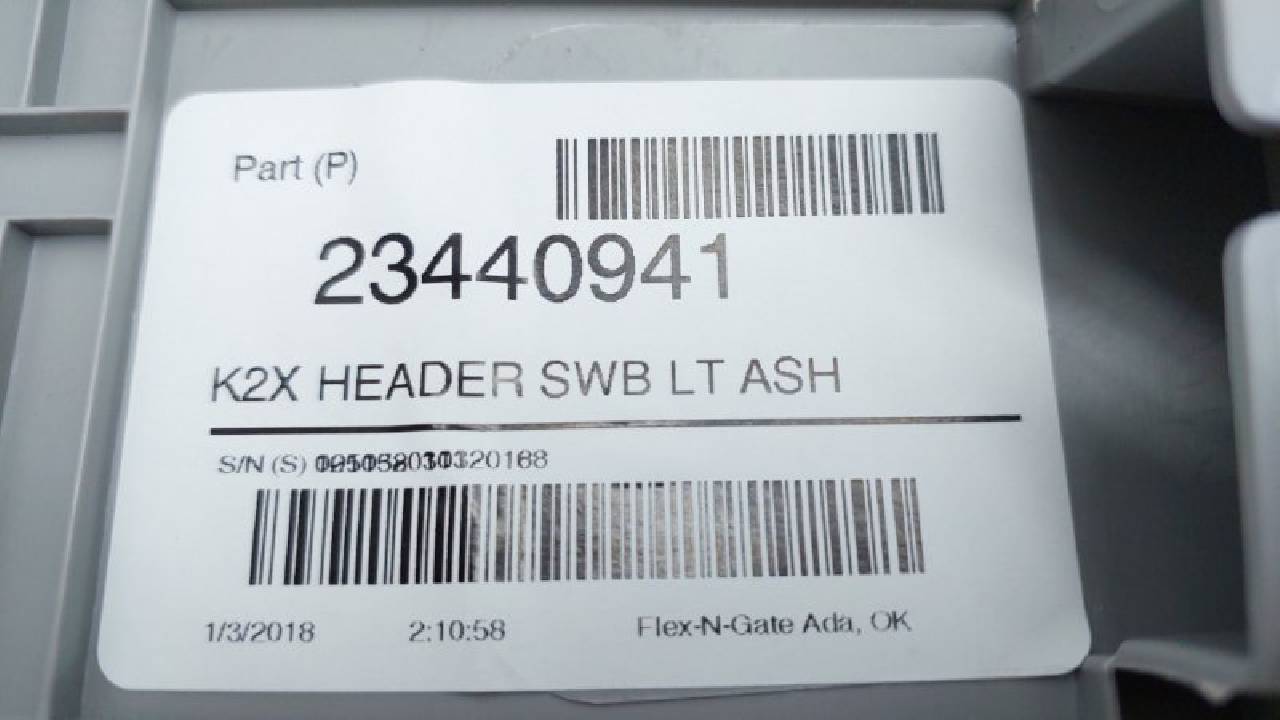 Part (P)
23440941
K2X HEADER SWB LT ASH
S/N (S)
1/3/2018 2:10:58 Flex-N-Gate Ada, OK